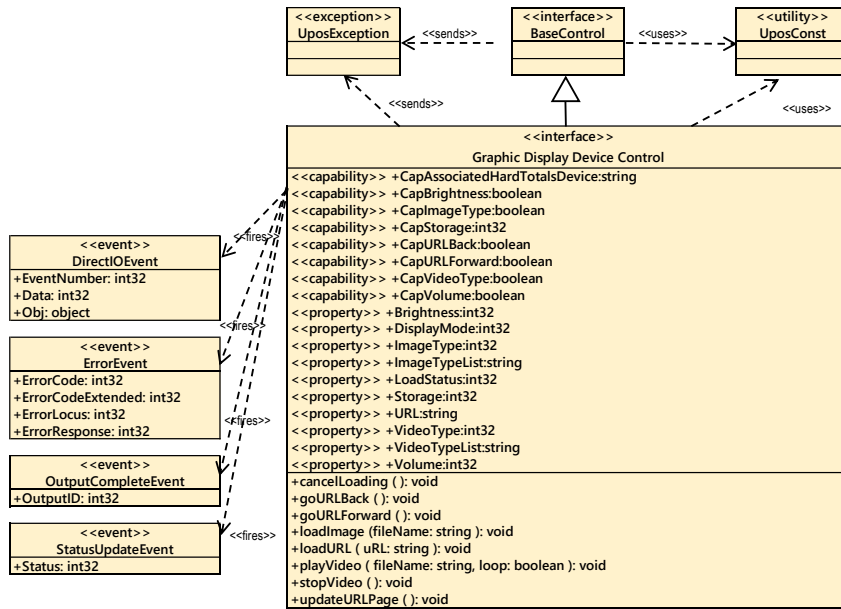 <<exception>>
UposException
<<sends>>
<<interface>>
BaseControl
<<uses>>
<<utility>>
UposConst
<<sends>>
<<uses>>
<<interface>>
Graphic Display Device Control
<<capability>> +CapAssociatedHardTotalsDevice:string
<<capability>> +CapBrightness:boolean
<<capability>> +CapImageType:boolean
<<capability>> +CapStorage:int32
<<capability>> +CapURLBack:boolean
<<capability>> +CapURLForward:boolean
<<capability>> +CapVideoType:boolean
<<capability>> +CapVolume:boolean
<<property>> +Brightness:int32
<<property>> +DisplayMode:int32
<<property>> +ImageType:int32
<<property>> +ImageTypeList:string
<<property>> +LoadStatus:int32
<<property>> +Storage:int32
<<property>> +URL:string
<<property>> +VideoType:int32
<<property>> +VideoTypeList:string
<<property>> +Volume:int32
+cancelLoading ( ): void
+goURLBack ( ): void
+goURLForward ( ): void
+loadImage (fileName: string ): void
+loadURL ( uRL: string ): void
+playVideo ( fileName: string, loop: boolean ): void
+stopVideo ( ): void
+updateURLPage ( ): void
<<fires>>
<<event>>
DirectIOEvent
+EventNumber: int32
+Data: int32
+Obj: object
<<fires>>
<<event>>
ErrorEvent
+ErrorCode: int32
+ErrorCodeExtended: int32
+ErrorLocus: int32
+ErrorResponse: int32
<<fires>>
<<event>>
OutputCompleteEvent
+OutputID: int32
<<event>>
StatusUpdateEvent
+Status: int32
<<fires>>